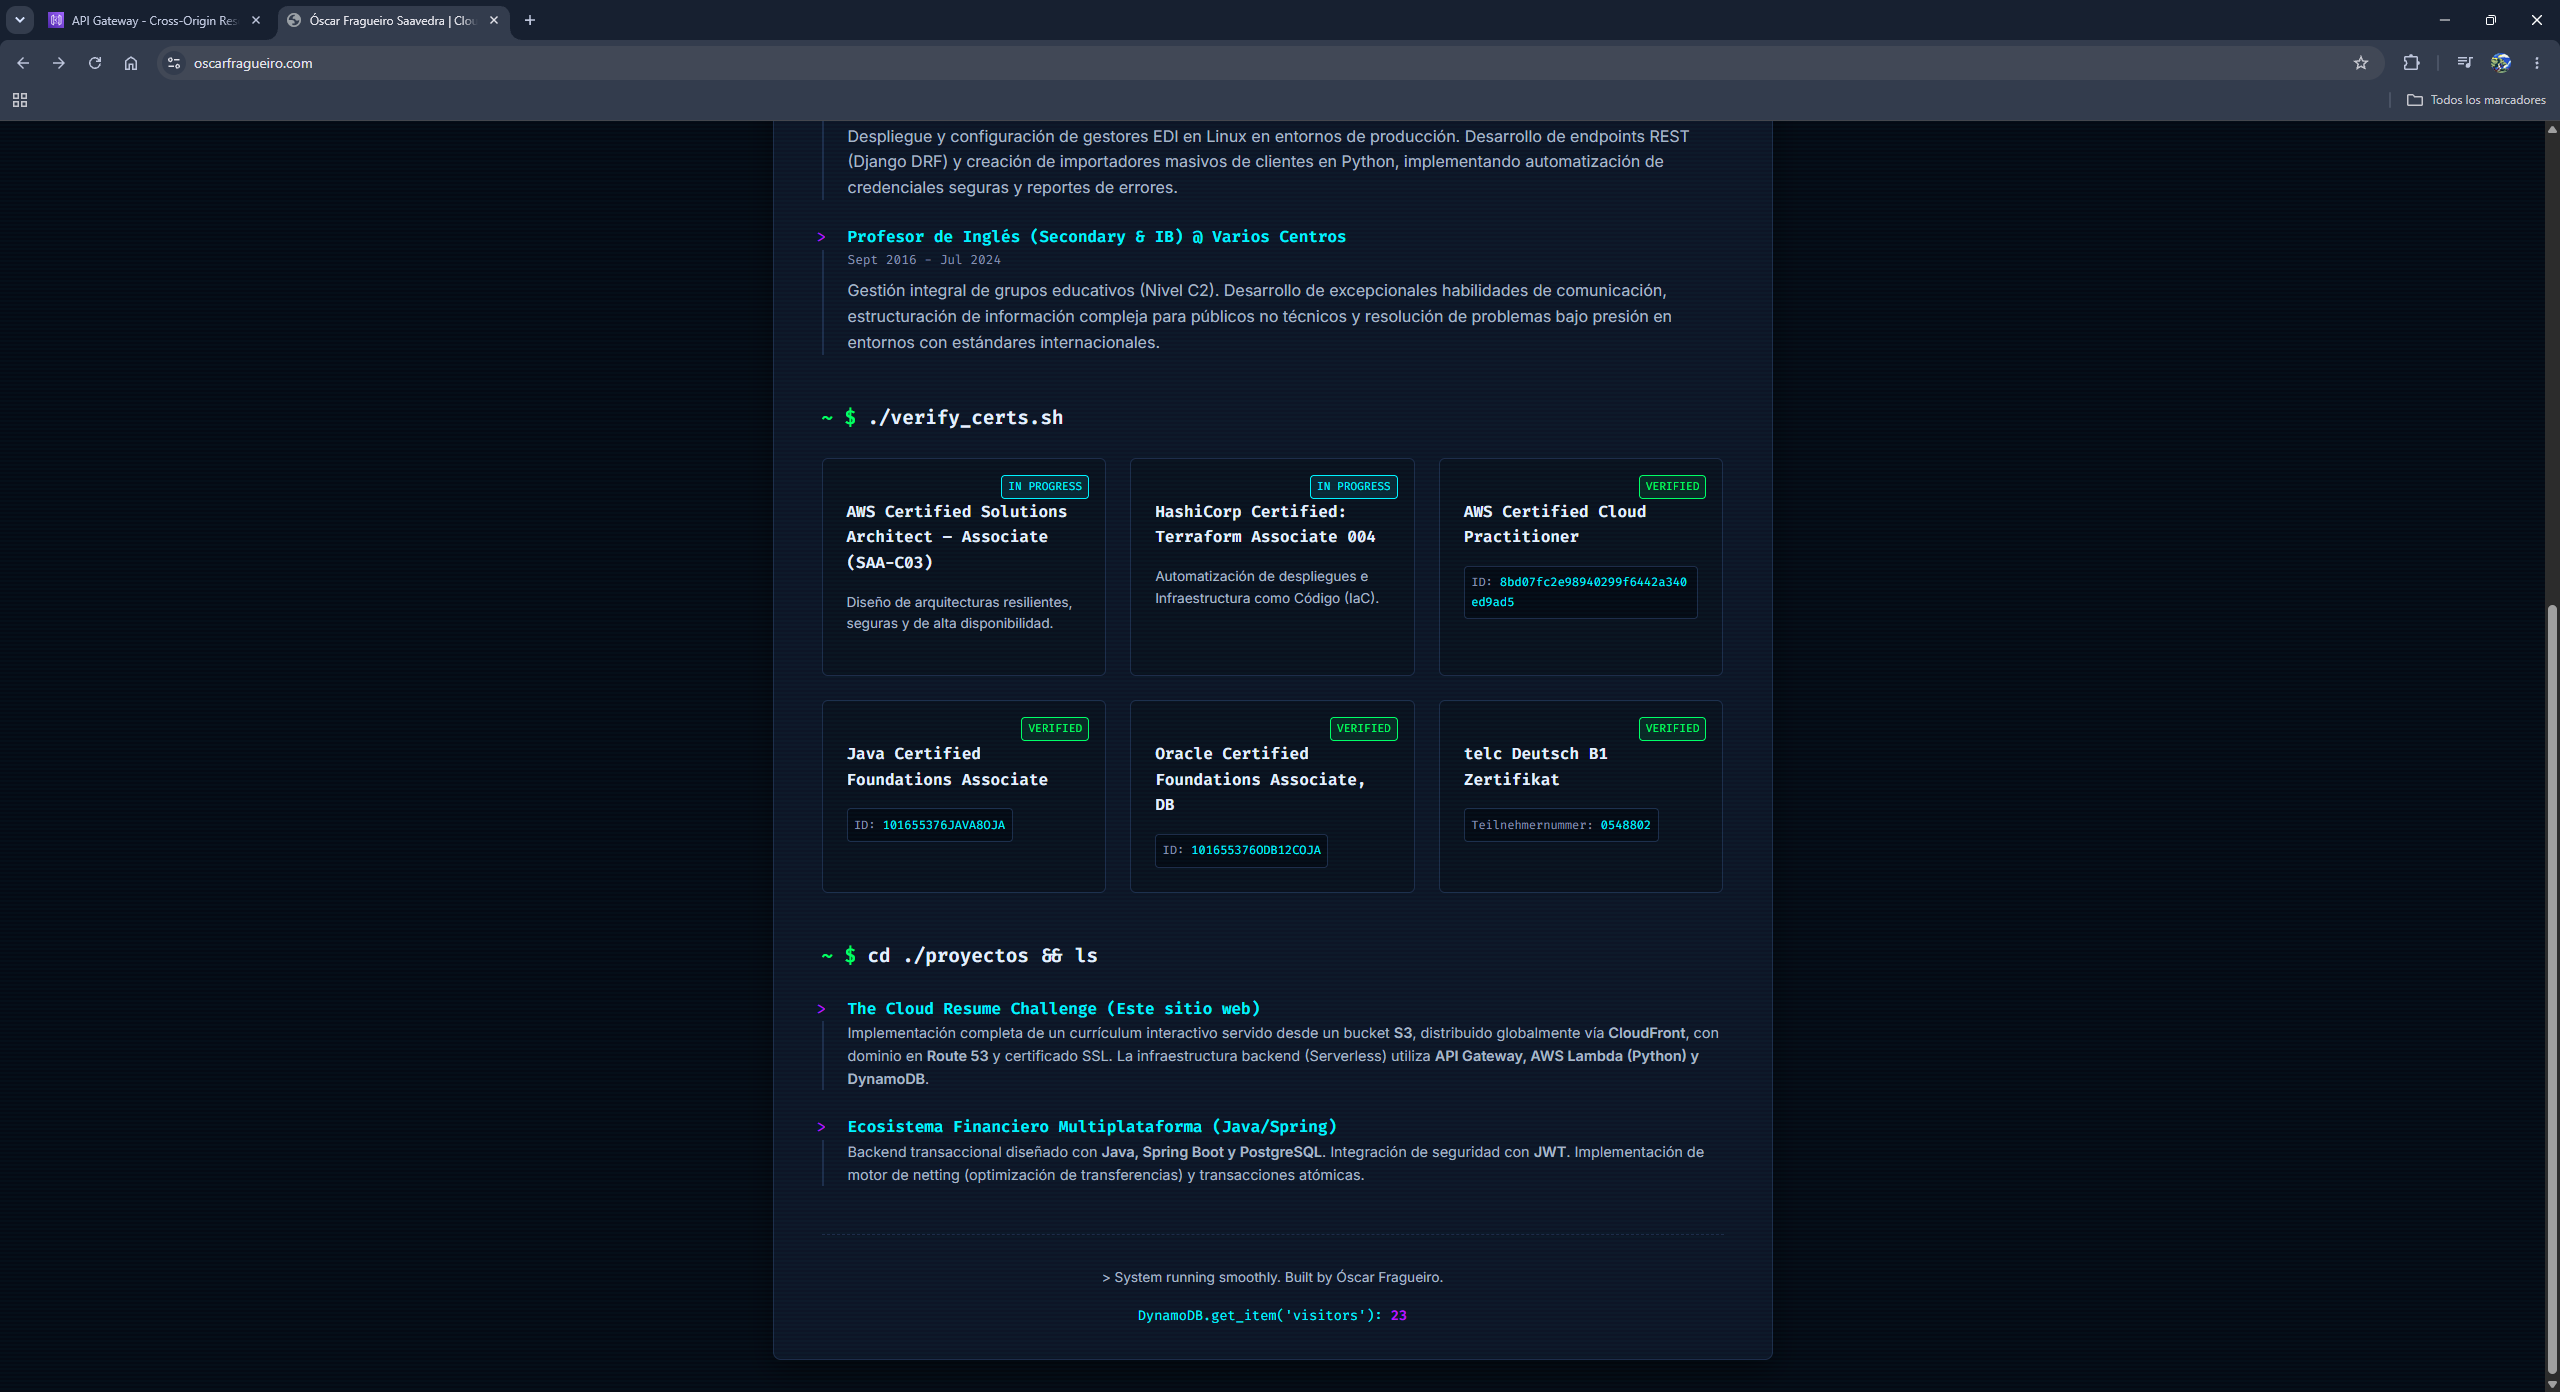 API Gateway - Cross-Origin Res
Óscar Fragueiro Saavedra | Clou
oscarfragueiro.com
Todos los marcadores
Despliegue y configuración de gestores EDI en Linux en entornos de producción. Desarrollo de endpoints REST
(Django DRF) y creación de importadores masivos de clientes en Python, implementando automatización de
credenciales seguras y reportes de errores.
> Profesor de Inglés (Secondary & IB) @ Varios Centros
Sept 2016 - Jul 2024
Gestión integral de grupos educativos (Nivel C2). Desarrollo de excepcionales habilidades de comunicación,
estructuración de información compleja para públicos no técnicos y resolución de problemas bajo presión en
entornos con estándares internacionales.
~ $ ./verify_certs.sh
IN PROGRESS
AWS Certified Solutions
Architect – Associate
(SAA-C03)
Diseño de arquitecturas resilientes,
seguras y de alta disponibilidad.
IN PROGRESS
HashiCorp Certified:
Terraform Associate 004
Automatización de despliegues e
Infraestructura como Código (IaC).
VERIFIED
AWS Certified Cloud
Practitioner
ID: 8bd07fc2e98940299f6442a340
ed9ad5
VERIFIED
Java Certified
Foundations Associate
ID: 101655376JAVA8OJA
VERIFIED
Oracle Certified
Foundations Associate,
DB
ID: 101655376ODB12COJA
VERIFIED
telc Deutsch B1
Zertifikat
Teilnehmernummer: 0548802
~ $ cd ./proyectos && ls
> The Cloud Resume Challenge (Este sitio web)
Implementación completa de un currículum interactivo servido desde un bucket S3, distribuido globalmente vía CloudFront, con
dominio en Route 53 y certificado SSL. La infraestructura backend (Serverless) utiliza API Gateway, AWS Lambda (Python) y
DynamoDB.
> Ecosistema Financiero Multiplataforma (Java/Spring)
Backend transaccional diseñado con Java, Spring Boot y PostgreSQL. Integración de seguridad con JWT. Implementación de
motor de netting (optimización de transferencias) y transacciones atómicas.
> System running smoothly. Built by Óscar Fragueiro.
DynamoDB.get_item('visitors'): 23